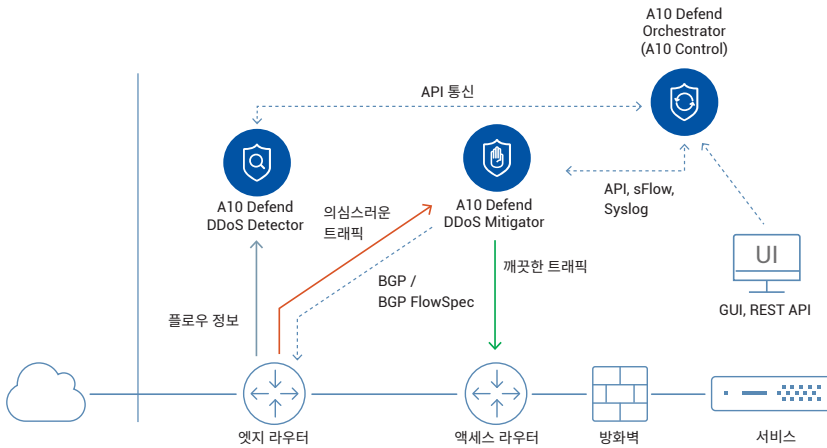 A10 Defend
Orchestrator
(A10 Control)
API 통신
A10 Defend
DDoS Detector
의심스러운
트래픽
A10 Defend
DDoS Mitigator
API, sFlow,
Syslog
UI
GUI, REST API
깨끗한 트래픽
BGP /
BGP FlowSpec
플로우 정보
엣지 라우터
액세스 라우터
방화벽
서비스